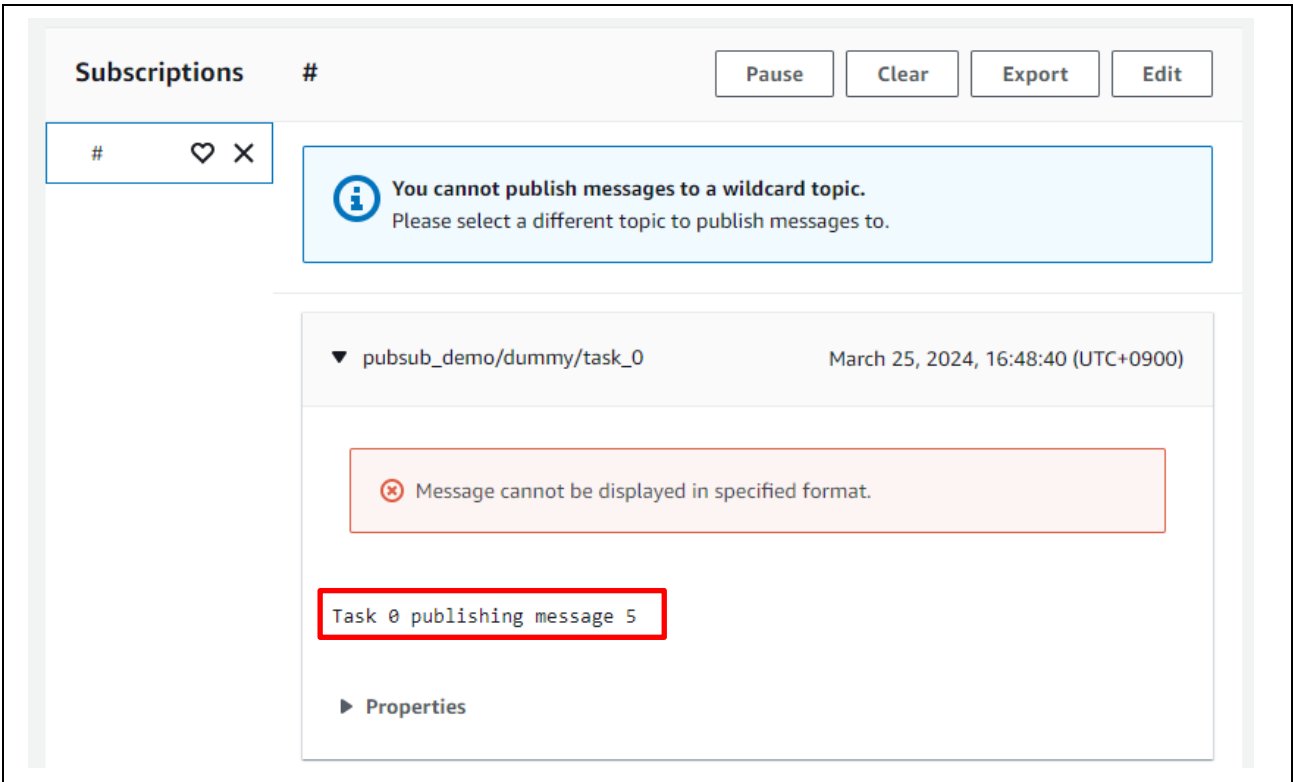 Subscriptions
#
Pause
Clear
Export
Edit
#
You cannot publish messages to a wildcard topic.
Please select a different topic to publish messages to.
pubsub_demo/dummy/task_0
March 25, 2024, 16:48:40 (UTC+0900)
Message cannot be displayed in specified format.
Task 0 publishing message 5
Properties